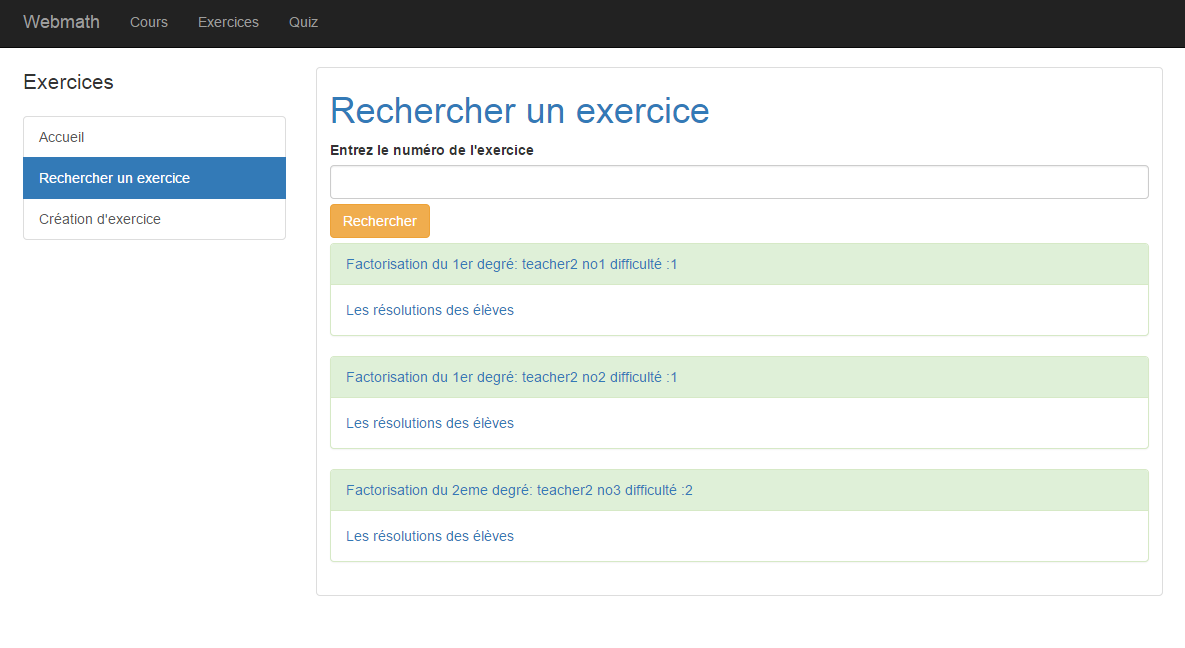 Webmath Cours Exercices Quiz
Exercices
Accueil
Rechercher un exercice
Création d'exercice
Rechercher un exercice
Entrez le numéro de l'exercice
Rechercher
Factorisation du 1er degré: teacher2 no1 difficulté :1
Les résolutions des élèves
Factorisation du 1er degré: teacher2 no2 difficulté :1
Les résolutions des élèves
Factorisation du 2eme degré: teacher2 no3 difficulté :2
Les résolutions des élèves